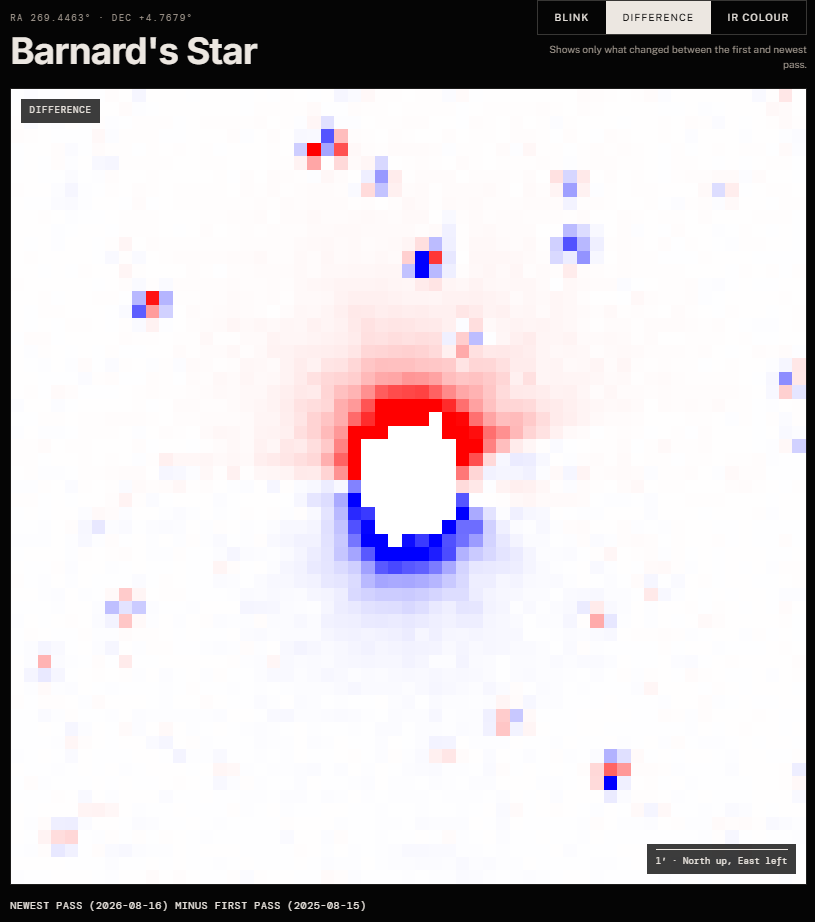 RA 269.4463° · DEC +4.7679°
Barnard's Star
BLINK
DIFFERENCE
IR COLOUR
Shows only what changed between the first and newest
pass.
DIFFERENCE
1′ · North up, East left
NEWEST PASS (2026-08-16) MINUS FIRST PASS (2025-08-15)